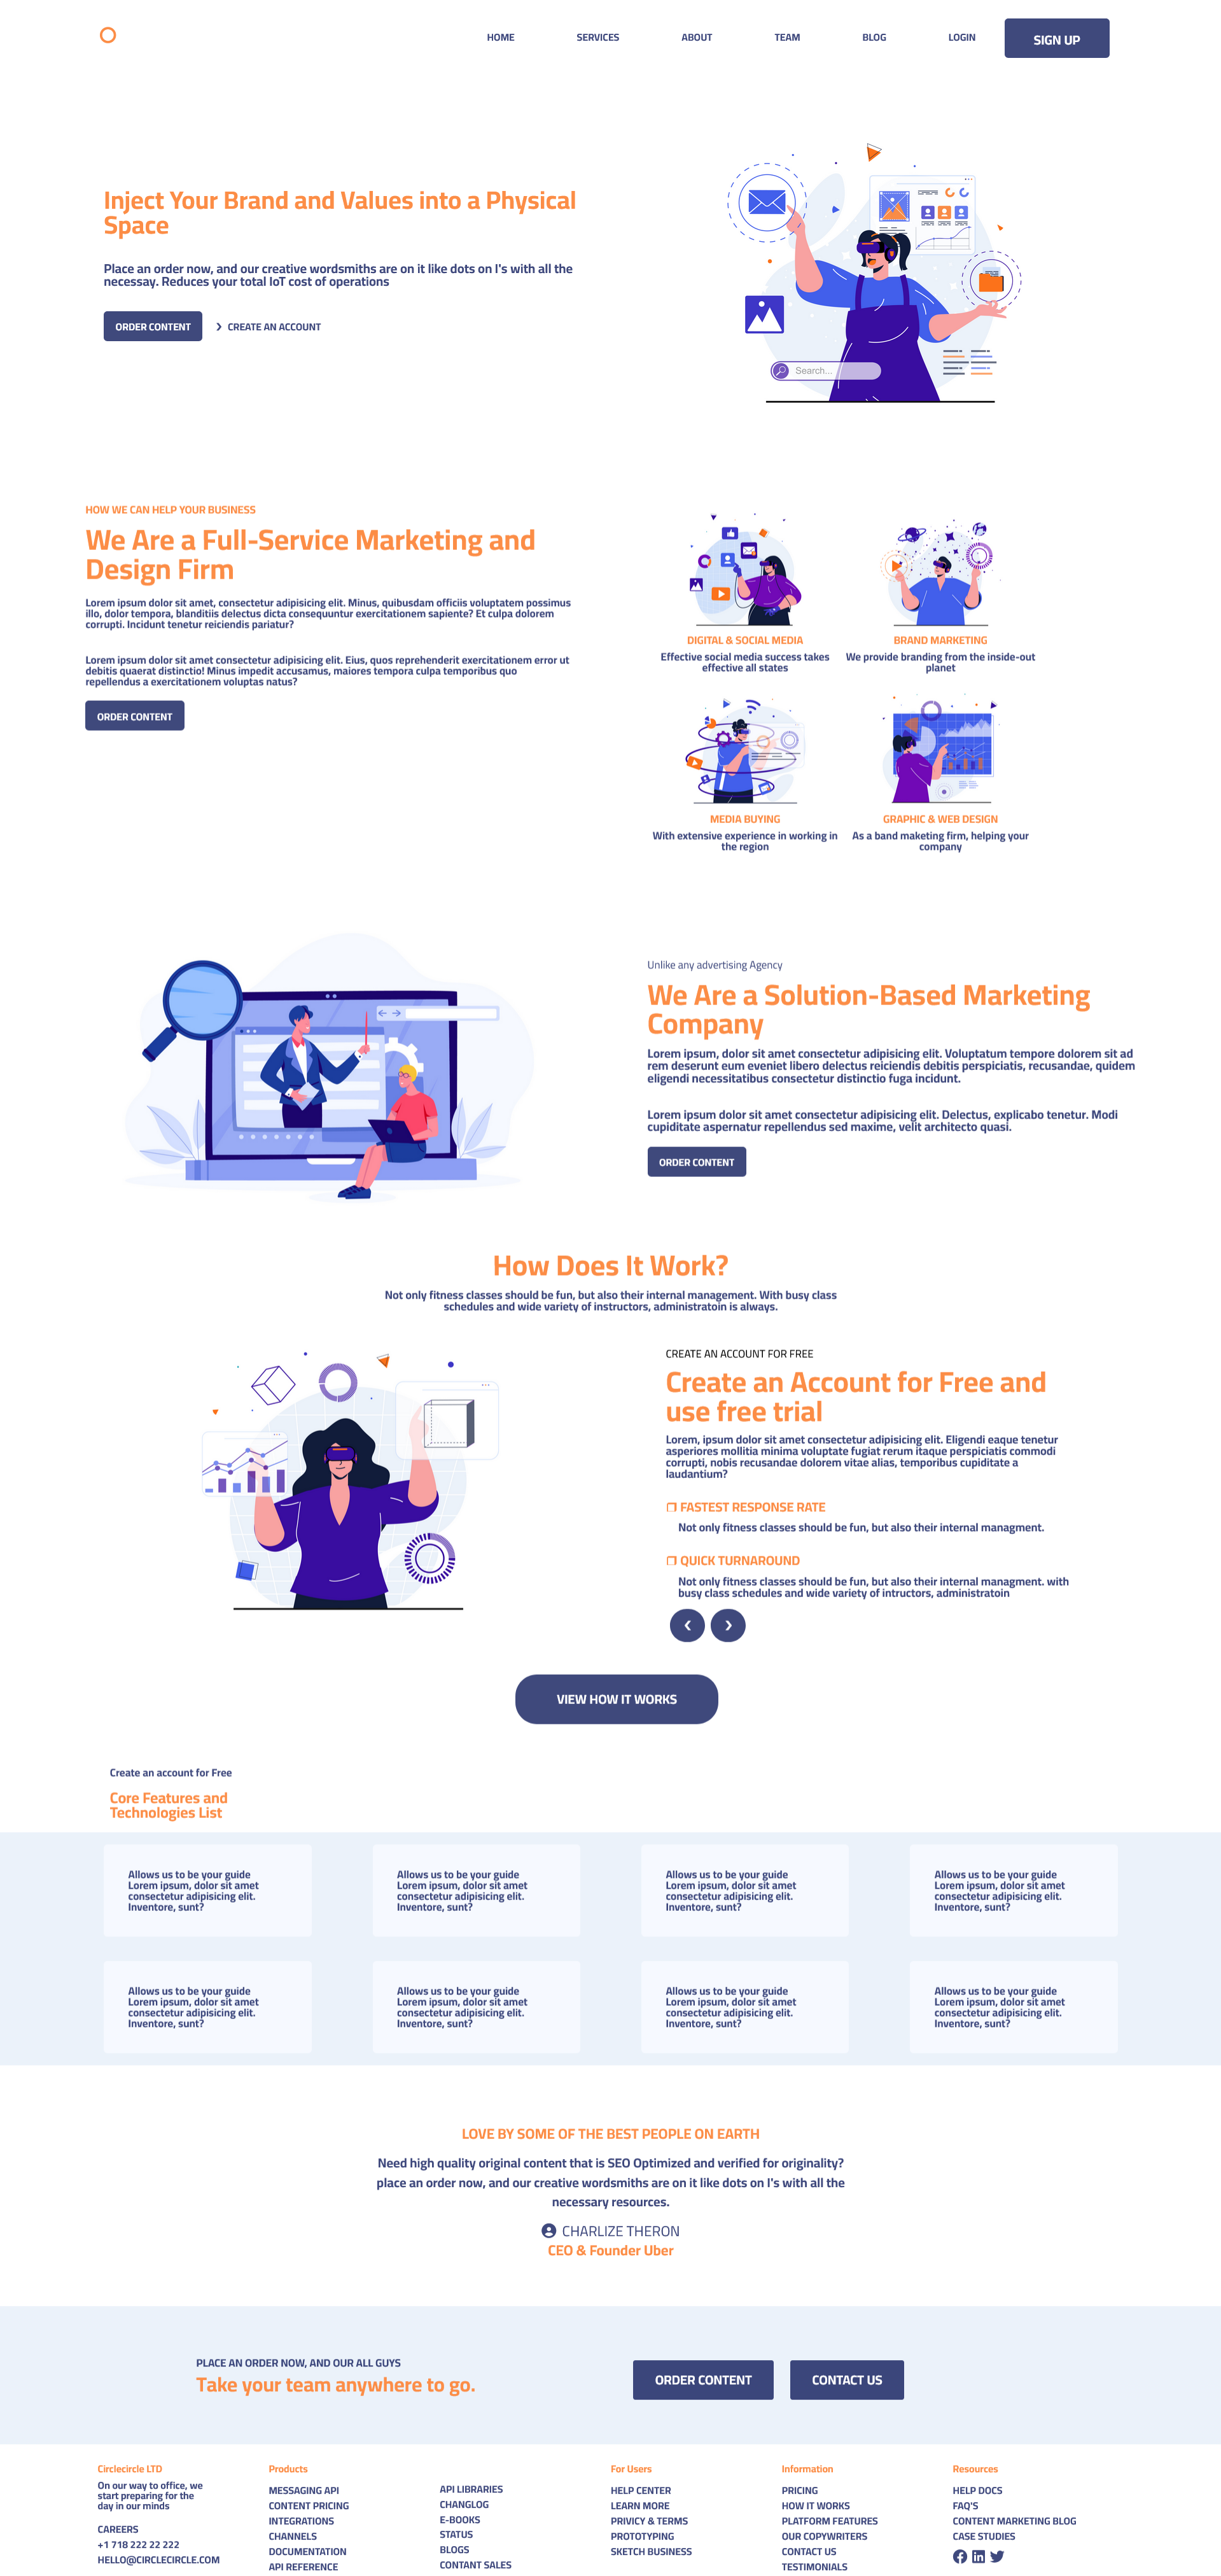 HOME SERVICES ABOUT TEAM BLOG LOGIN SIGN UP
Inject Your Brand and Values into a Physical
Space
Place an order now, and our creative wordsmiths are on it like dots on I's with all the
necessay. Reduces your total IoT cost of operations
ORDER CONTENT CREATE AN ACCOUNT
Search...
HOW WE CAN HELP YOUR BUSINESS
We Are a Full-Service Marketing and
Design Firm
Lorem ipsum dolor sit amet, consectetur adipisicing elit. Minus, quibusdam officiis voluptatem possimus
illo, dolor tempora, blanditiis delectus dicta consequuntur exercitationem sapiente? Et culpa dolorem
corrupti. Incidunt tenetur reiciendis pariatur?
Lorem ipsum dolor sit amet consectetur adipisicing elit. Eius, quos reprehenderit exercitationem error ut
debitis quaerat distinctio! Minus impedit accusamus, maiores tempora culpa temporibus quo
repellendus a exercitationem voluptas natus?
ORDER CONTENT
DIGITAL & SOCIAL MEDIA
Effective social media success takes
effective all states
BRAND MARKETING
We provide branding from the inside-out
planet
MEDIA BUYING
With extensive experience in working in
the region
GRAPHIC & WEB DESIGN
As a band maketing firm, helping your
company
Unlike any advertising Agency
We Are a Solution-Based Marketing
Company
Lorem ipsum, dolor sit amet consectetur adipisicing elit. Voluptatum tempore dolorem sit ad
rem deserunt eum eveniet libero delectus reiciendis debitis perspiciatis, recusandae, quidem
eligendi necessitatibus consectetur distinctio fuga incidunt.
Lorem ipsum dolor sit amet consectetur adipisicing elit. Delectus, explicabo tenetur. Modi
cupiditate aspernatur repellendus sed maxime, velit architecto quasi.
ORDER CONTENT
How Does It Work?
Not only fitness classes should be fun, but also their internal management. With busy class
schedules and wide variety of instructors, administratoin is always.
CREATE AN ACCOUNT FOR FREE
Create an Account for Free and
use free trial
Lorem, ipsum dolor sit amet consectetur adipisicing elit. Eligendi eaque tenetur
asperiores mollitia minima voluptate fugiat rerum itaque perspiciatis commodi
corrupti, nobis recusandae dolorem vitae alias, temporibus cupiditate a
laudantium?
FASTEST RESPONSE RATE
Not only fitness classes should be fun, but also their internal managment.
QUICK TURNAROUND
Not only fitness classes should be fun, but also their internal managment. with
busy class schedules and wide variety of intructors, administratoin
VIEW HOW IT WORKS
Create an account for Free
Core Features and
Technologies List
Allows us to be your guide
Lorem ipsum, dolor sit amet
consectetur adipisicing elit.
Inventore, sunt?
Allows us to be your guide
Lorem ipsum, dolor sit amet
consectetur adipisicing elit.
Inventore, sunt?
Allows us to be your guide
Lorem ipsum, dolor sit amet
consectetur adipisicing elit.
Inventore, sunt?
Allows us to be your guide
Lorem ipsum, dolor sit amet
consectetur adipisicing elit.
Inventore, sunt?
Allows us to be your guide
Lorem ipsum, dolor sit amet
consectetur adipisicing elit.
Inventore, sunt?
Allows us to be your guide
Lorem ipsum, dolor sit amet
consectetur adipisicing elit.
Inventore, sunt?
Allows us to be your guide
Lorem ipsum, dolor sit amet
consectetur adipisicing elit.
Inventore, sunt?
Allows us to be your guide
Lorem ipsum, dolor sit amet
consectetur adipisicing elit.
Inventore, sunt?
LOVE BY SOME OF THE BEST PEOPLE ON EARTH
Need high quality original content that is SEO Optimized and verified for originality?
place an order now, and our creative wordsmiths are on it like dots on I's with all the
necessary resources.
CHARLIZE THERON
CEO & Founder Uber
PLACE AN ORDER NOW, AND OUR ALL GUYS
Take your team anywhere to go.
ORDER CONTENT CONTACT US
Circlecircle LTD
On our way to office, we
start preparing for the
day in our minds
CAREERS
+1 718 222 22 222
HELLO@CIRCLECIRCLE.COM
Products
MESSAGING API
CONTENT PRICING
INTEGRATIONS
CHANNELS
DOCUMENTATION
API REFERENCE
API LIBRARIES
CHANGLOG
E-BOOKS
STATUS
BLOGS
CONTANT SALES
For Users
HELP CENTER
LEARN MORE
PRIVICY & TERMS
PROTOTYPING
SKETCH BUSINESS
Information
PRICING
HOW IT WORKS
PLATFORM FEATURES
OUR COPYWRITERS
CONTACT US
TESTIMONIALS
Resources
HELP DOCS
FAQ'S
CONTENT MARKETING BLOG
CASE STUDIES